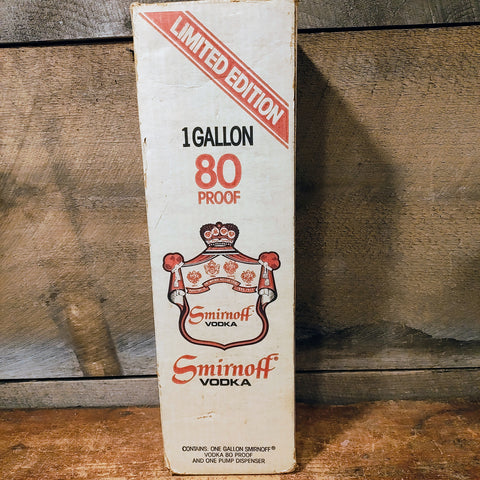 LIMITED EDITION
1 GALLON
80
PROOF
Smirnoff®
VODKA
Smirnoff®
VODKA
CONTAINS: ONE GALLON SMIRNOFF®
VODKA 80 PROOF
AND ONE PUMP DISPENSER